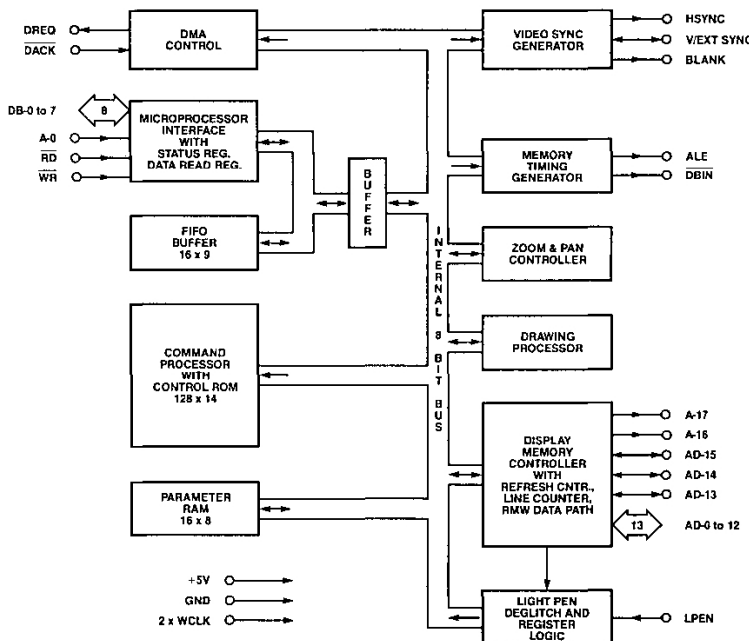 DREQ
DACK
DMA
CONTROL
VIDEO SYNC
GENERATOR
HSYNC
V/EXT SYNC
BLANK
DB-0 to 7
8
A-0
RD
WR
MICROPROCESSOR
INTERFACE
WITH
STATUS REG.
DATA READ REG.
BUFFER
MEMORY
TIMING
GENERATOR
ALE
DBIN
FIFO
BUFFER
16 x 9
INTERNAL 8 BIT BUS
ZOOM & PAN
CONTROLLER
COMMAND
PROCESSOR
WITH
CONTROL ROM
128 x 14
DRAWING
PROCESSOR
DISPLAY
MEMORY
CONTROLLER
WITH
REFRESH CNTR.,
LINE COUNTER,
RMW DATA PATH
A-17
A-16
AD-15
AD-14
AD-13
13
AD-0 to 12
PARAMETER
RAM
16 x 8
+5V
GND
2 x WCLK
LIGHT PEN
DEGLITCH AND
REGISTER
LOGIC
LPEN